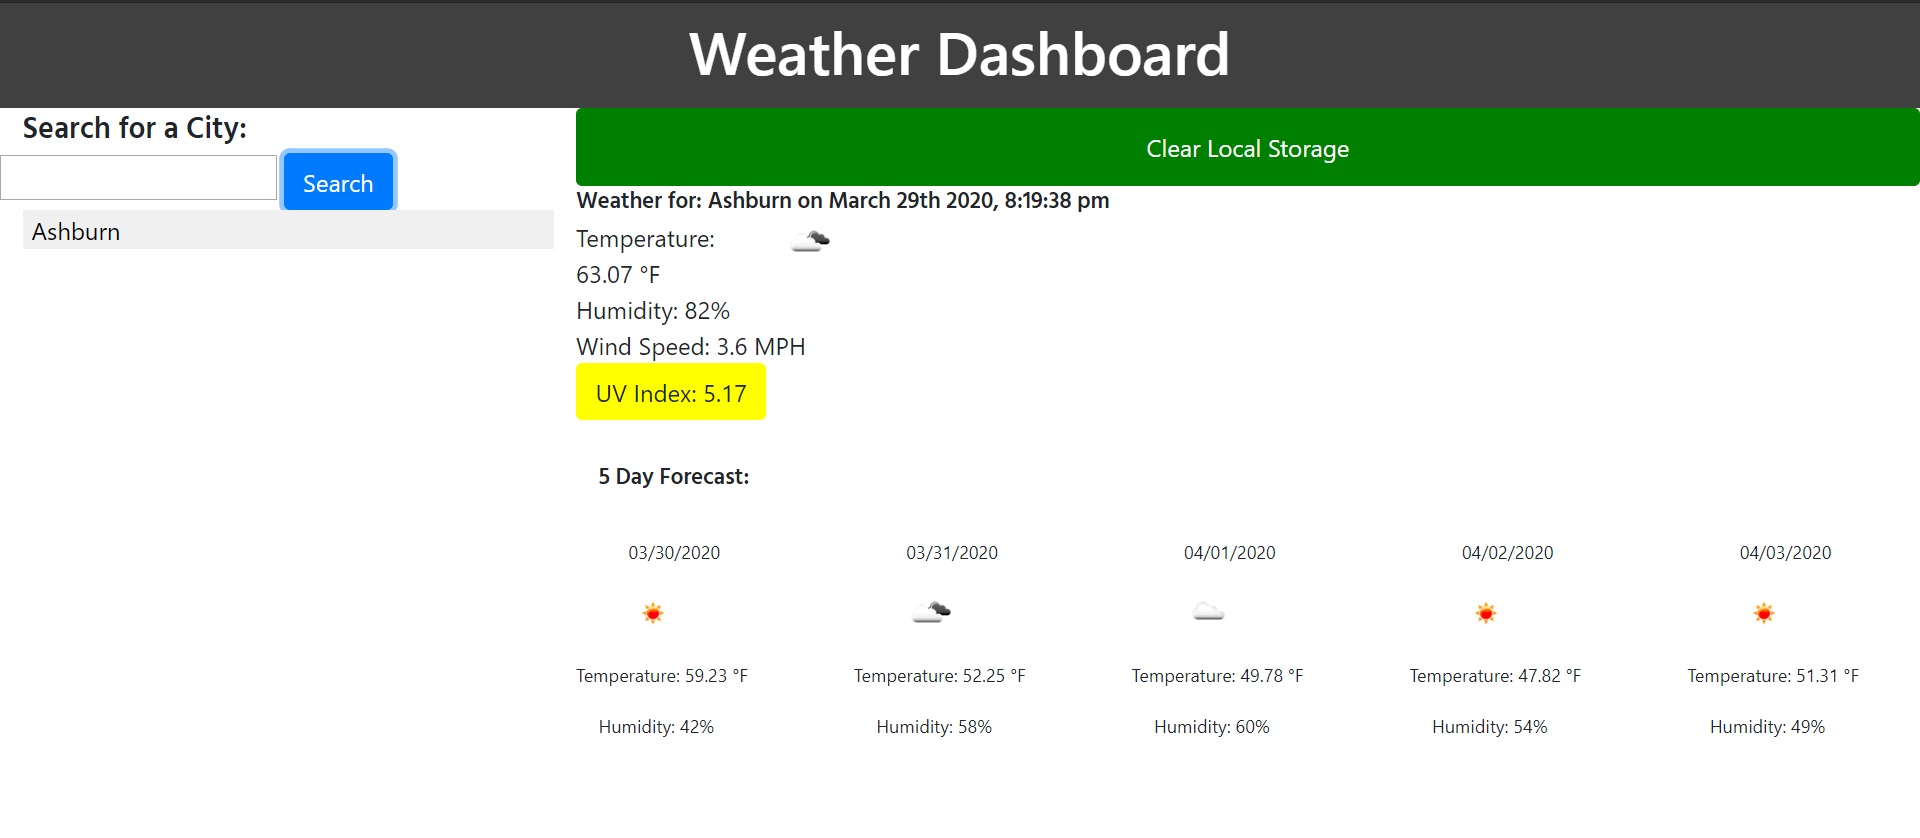 Weather Dashboard
Search for a City:
Search
Ashburn
Clear Local Storage
Weather for: Ashburn on March 29th 2020, 8:19:38 pm
Temperature:
63.07 °F
Humidity: 82%
Wind Speed: 3.6 MPH
UV Index: 5.17
5 Day Forecast:
03/30/2020 03/31/2020 04/01/2020 04/02/2020 04/03/2020
Temperature: 59.23 °F Temperature: 52.25 °F Temperature: 49.78 °F Temperature: 47.82 °F Temperature: 51.31 °F
Humidity: 42% Humidity: 58% Humidity: 60% Humidity: 54% Humidity: 49%